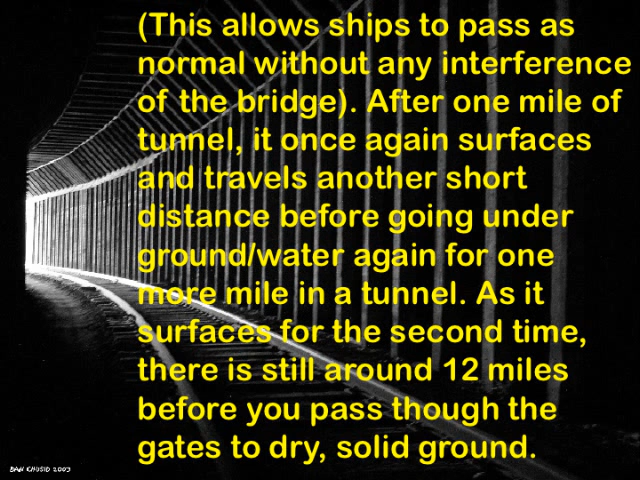 (This allows ships to pass as
normal without any interference
of the bridge). After one mile of
tunnel, it once again surfaces
and travels another short
distance before going under
ground/water again for one
more mile in a tunnel. As it
surfaces for the second time,
there is still around 12 miles
before you pass though the
gates to dry, solid ground.
DAN CHUSID 2003